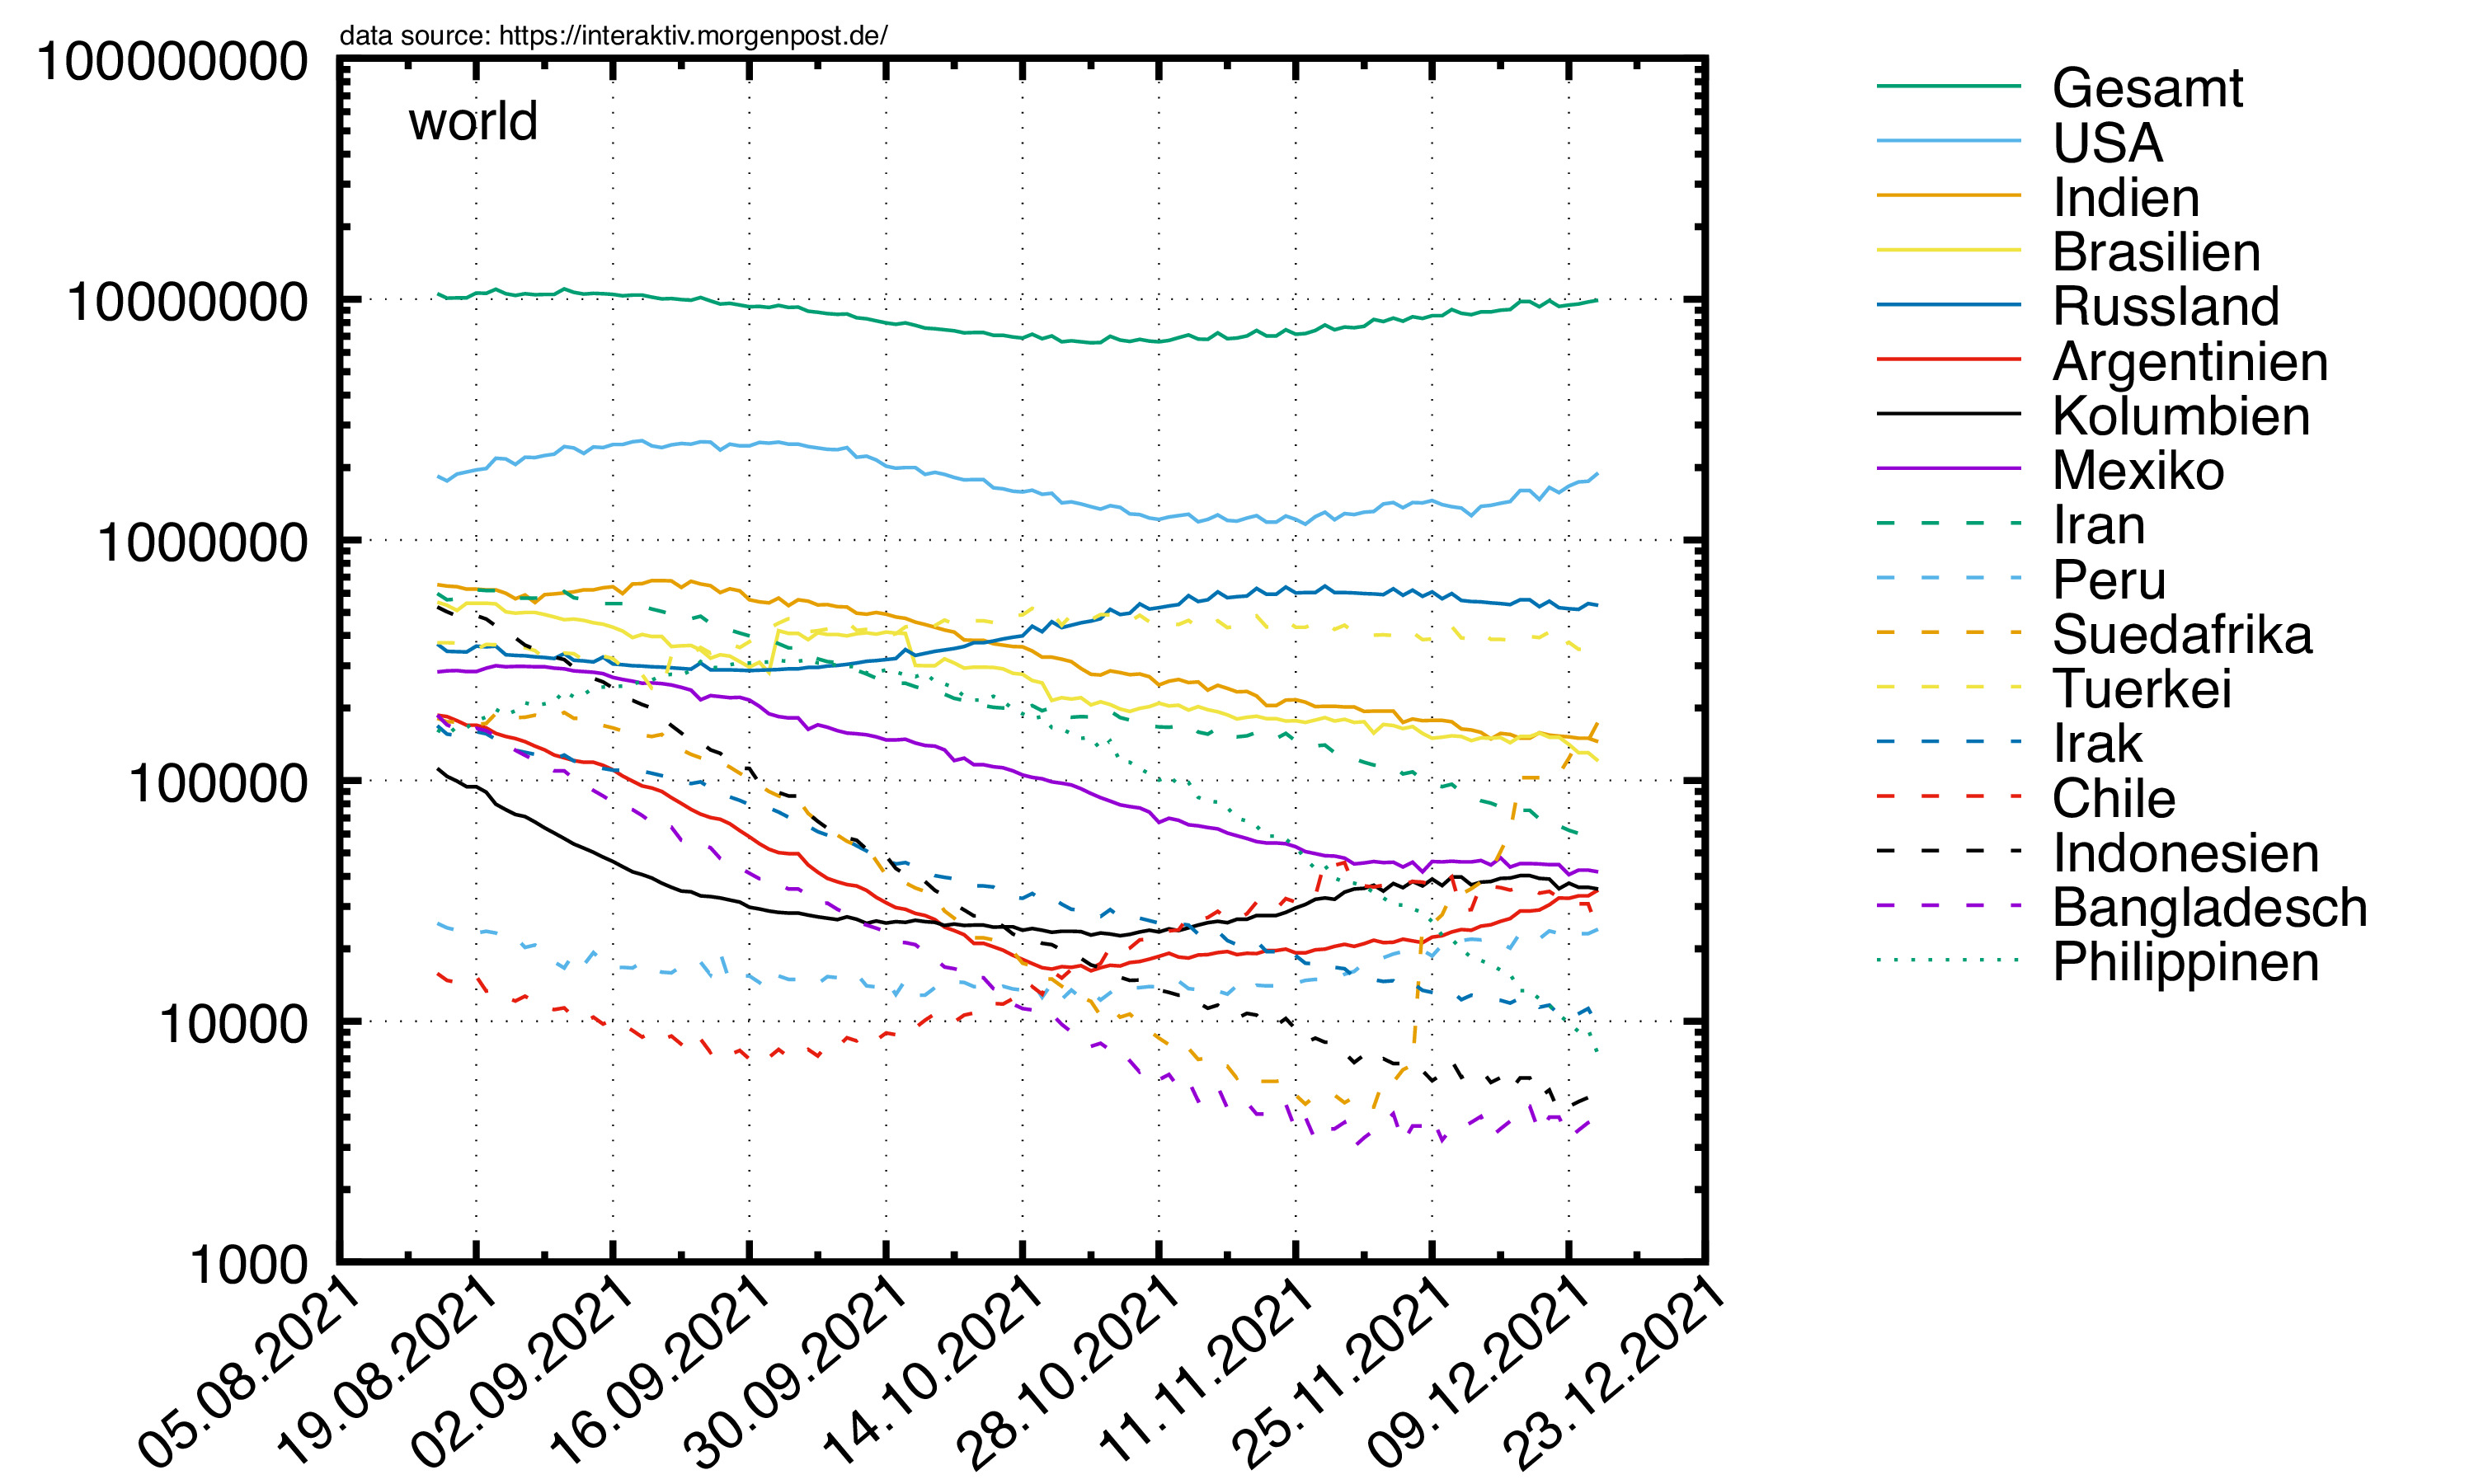 data source: https://interaktiv.morgenpost.de/
100000000
10000000
1000000
100000
10000
1000
world
05.08.2021
19.08.2021
02.09.2021
16.09.2021
30.09.2021
14.10.2021
28.10.2021
11.11.2021
25.11.2021
09.12.2021
23.12.2021
Gesamt
USA
Indien
Brasilien
Russland
Argentinien
Kolumbien
Mexiko
Iran
Peru
Suedafrika
Tuerkei
Irak
Chile
Indonesien
Bangladesch
Philippinen